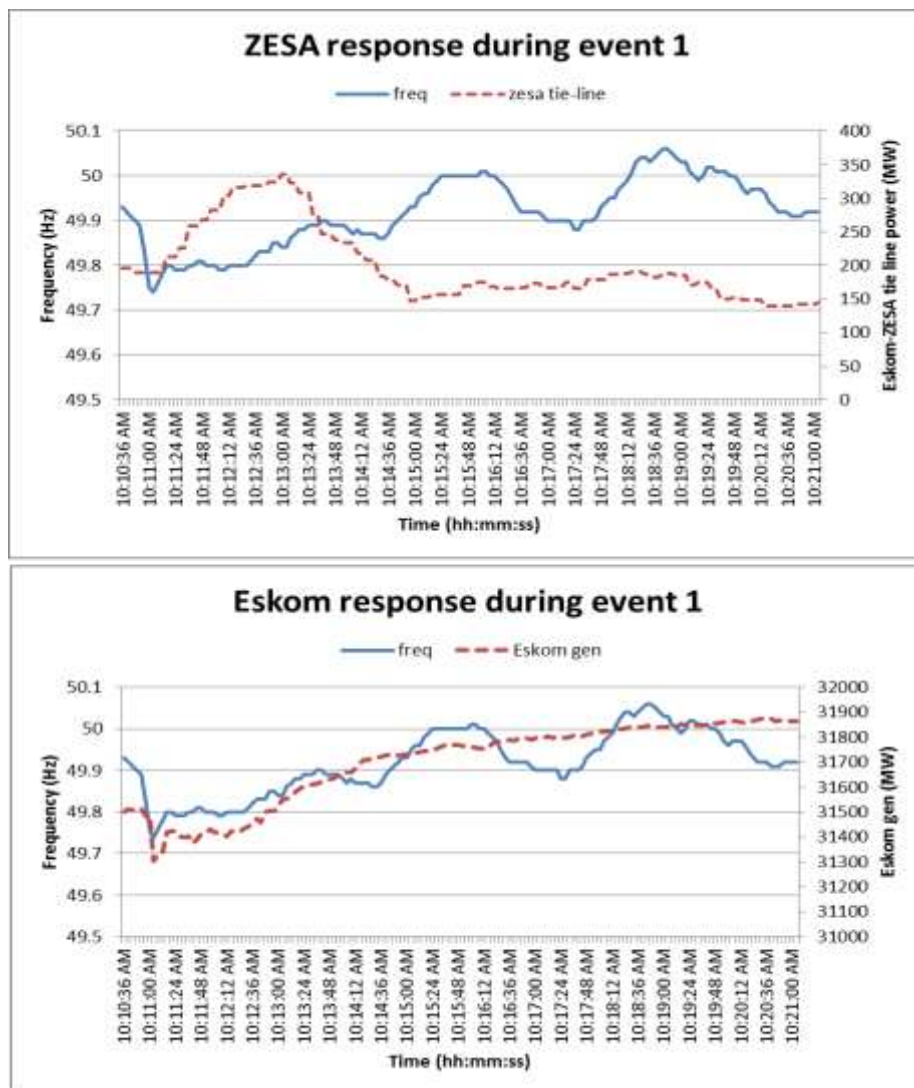 ZESA response during event 1
freq zesa tie-line
50.1
50
49.9
49.8
49.7
49.6
49.5
Frequency (Hz)
400
350
300
250
200
150
100
50
0
Eskom-ZESA tie line power (MW)
10:10:36 AM
10:11:00 AM
10:11:24 AM
10:11:48 AM
10:12:12 AM
10:12:36 AM
10:13:00 AM
10:13:24 AM
10:13:48 AM
10:14:12 AM
10:14:36 AM
10:15:00 AM
10:15:24 AM
10:15:48 AM
10:16:12 AM
10:16:36 AM
10:17:00 AM
10:17:24 AM
10:17:48 AM
10:18:12 AM
10:18:36 AM
10:19:00 AM
10:19:24 AM
10:19:48 AM
10:20:12 AM
10:20:36 AM
10:21:00 AM
Time (hh:mm:ss)
Eskom response during event 1
freq Eskom gen
50.1
50
49.9
49.8
49.7
49.6
49.5
Frequency (Hz)
32000
31900
31800
31700
31600
31500
31400
31300
31200
31100
31000
Eskom gen (MW)
10:10:36 AM
10:11:00 AM
10:11:24 AM
10:11:48 AM
10:12:12 AM
10:12:36 AM
10:13:00 AM
10:13:24 AM
10:13:48 AM
10:14:12 AM
10:14:36 AM
10:15:00 AM
10:15:24 AM
10:15:48 AM
10:16:12 AM
10:16:36 AM
10:17:00 AM
10:17:24 AM
10:17:48 AM
10:18:12 AM
10:18:36 AM
10:19:00 AM
10:19:24 AM
10:19:48 AM
10:20:12 AM
10:20:36 AM
10:21:00 AM
Time (hh:mm:ss)